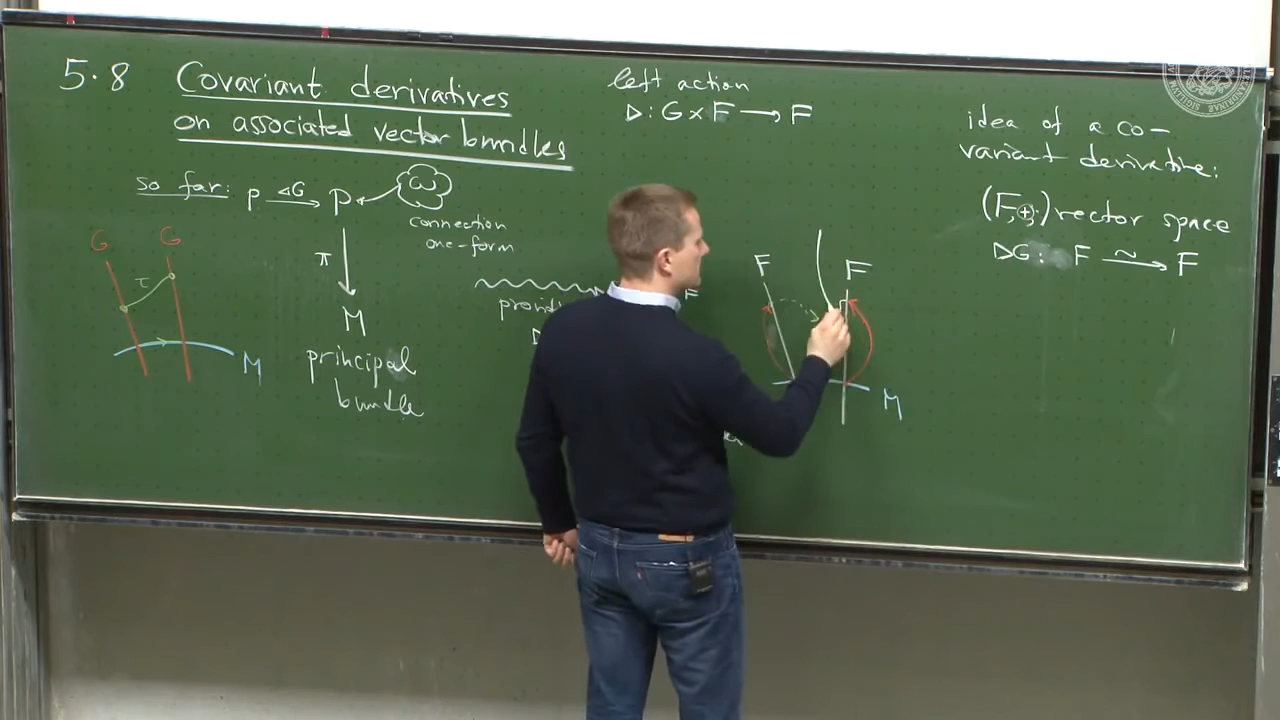 5.8 Covariant derivatives
on associated vector bundles
left action
▷: G × F ⟶ F
idea of a co-
variant derivative:
so far: P ◁G ⟶ P
ω
connection
one-form
π
M
principal
bundle
G G
τ
M
F
F F
M
(F,+,·) vector space
▷G: F ∼⟶ F